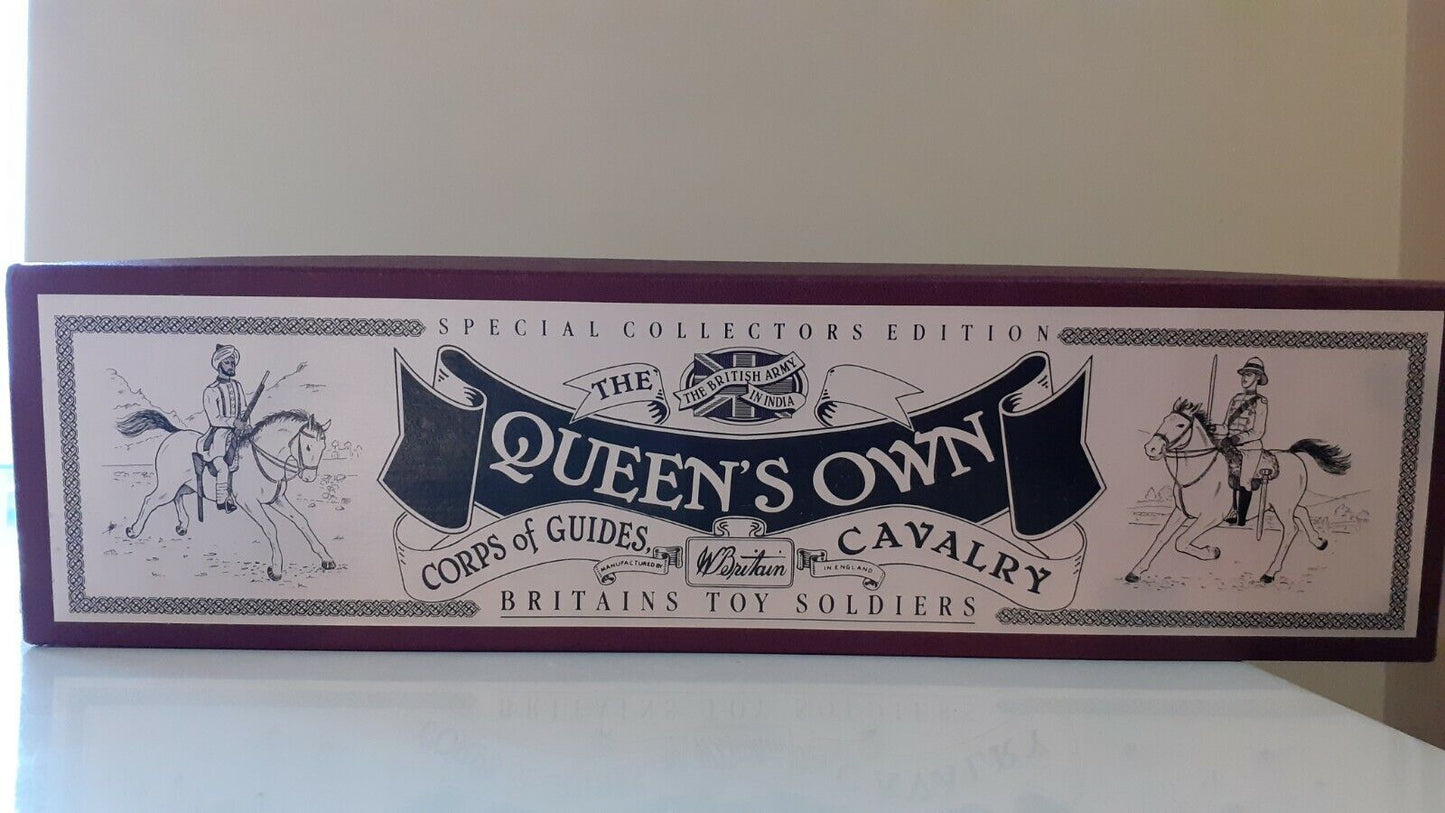 SPECIAL COLLECTORS EDITION
THE
THE BRITISH ARMY
IN INDIA
QUEEN'S OWN
CORPS of GUIDES,
CAVALRY
MANUFACTURED BY
W Britain
IN ENGLAND
BRITAINS TOY SOLDIERS